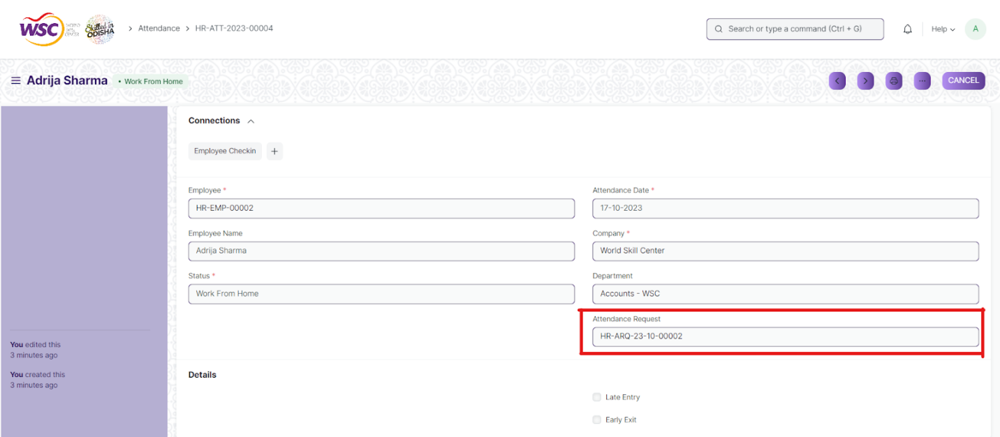 WSC WORLD SKILL CENTER Skilled in ODISHA > Attendance > HR-ATT-2023-00004 Search or type a command (Ctrl + G) Help A
Adrija Sharma • Work From Home ... CANCEL
Connections
Employee Checkin +
Employee * Attendance Date *
HR-EMP-00002 17-10-2023
Employee Name Company *
Adrija Sharma World Skill Center
Status * Department
Work From Home Accounts - WSC
Attendance Request
HR-ARQ-23-10-00002
You edited this
3 minutes ago
You created this
3 minutes ago
Details
Late Entry
Early Exit